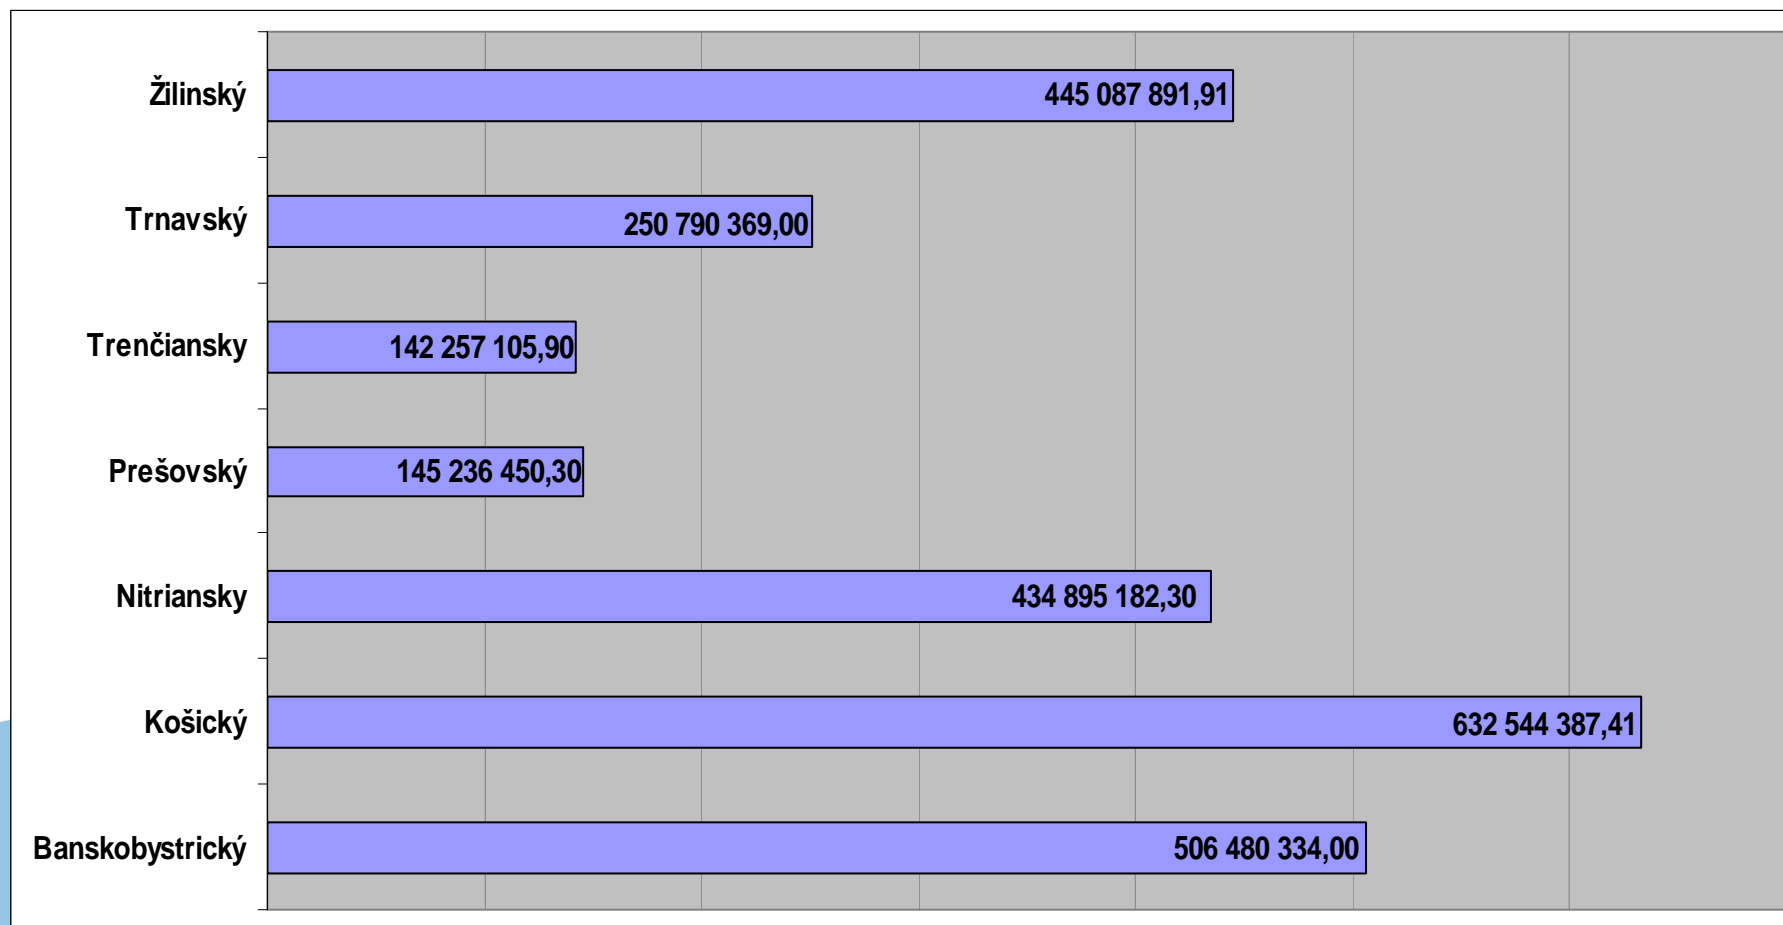 Žilinský 445 087 891,91
Trnavský 250 790 369,00
Trenčiansky 142 257 105,90
Prešovský 145 236 450,30
Nitriansky 434 895 182,30
Košický 632 544 387,41
Banskobystrický 506 480 334,00